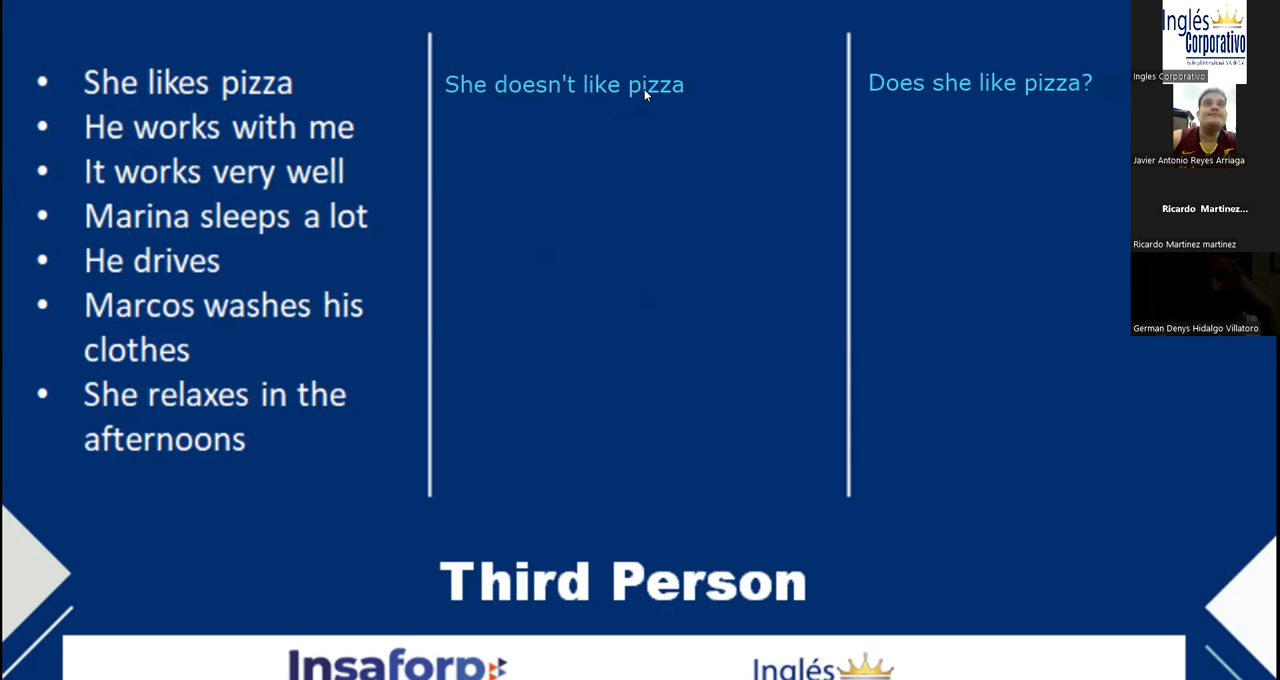 • She likes pizza
• He works with me
• It works very well
• Marina sleeps a lot
• He drives
• Marcos washes his
clothes
• She relaxes in the
afternoons
She doesn't like pizza
Does she like pizza?
Third Person
Insaforp
Inglés
Inglés
Corporativo
Ingles Corporativo
Javier Antonio Reyes Arriaga
Ricardo Martinez...
Ricardo Martinez martinez
German Denys Hidalgo Villatoro